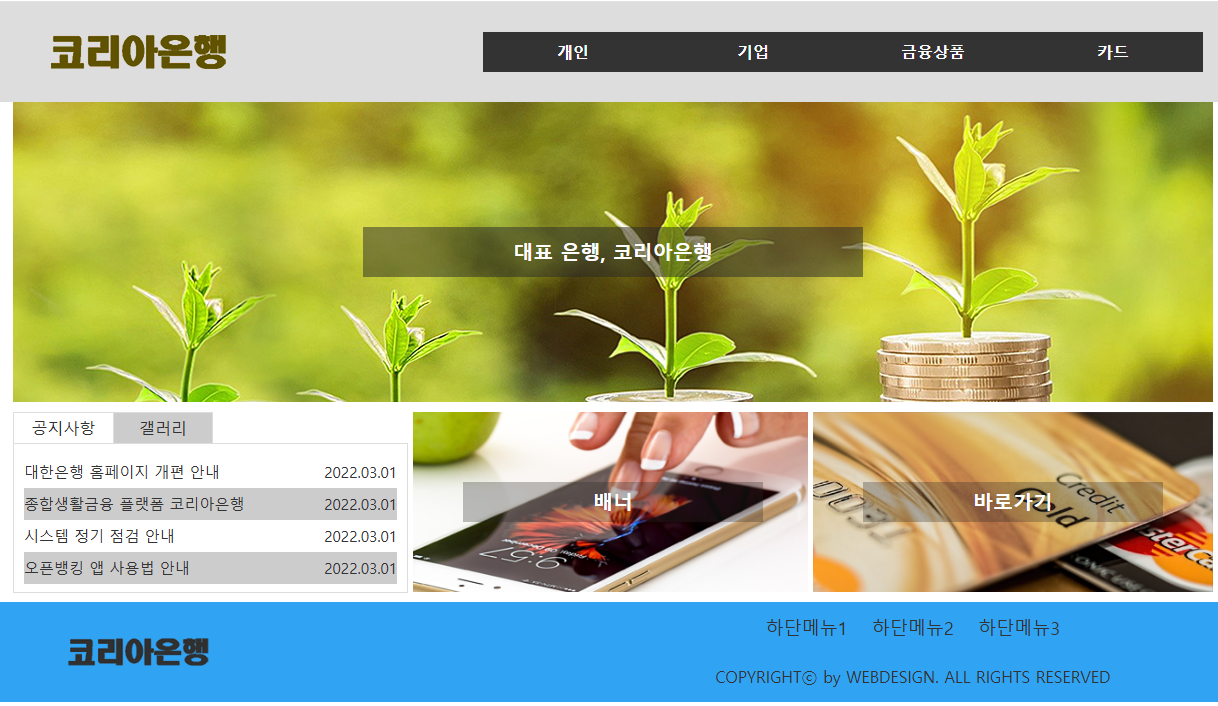 코리아은행
개인 기업 금융상품 카드
대표 은행, 코리아은행
공지사항 갤러리
대한은행 홈페이지 개편 안내 2022.03.01
종합생활금융 플랫폼 코리아은행 2022.03.01
시스템 정기 점검 안내 2022.03.01
오픈뱅킹 앱 사용법 안내 2022.03.01
배너
9:57
바로가기
Credit
Gold
코리아은행
하단메뉴1 하단메뉴2 하단메뉴3
COPYRIGHTⓒ by WEBDESIGN. ALL RIGHTS RESERVED